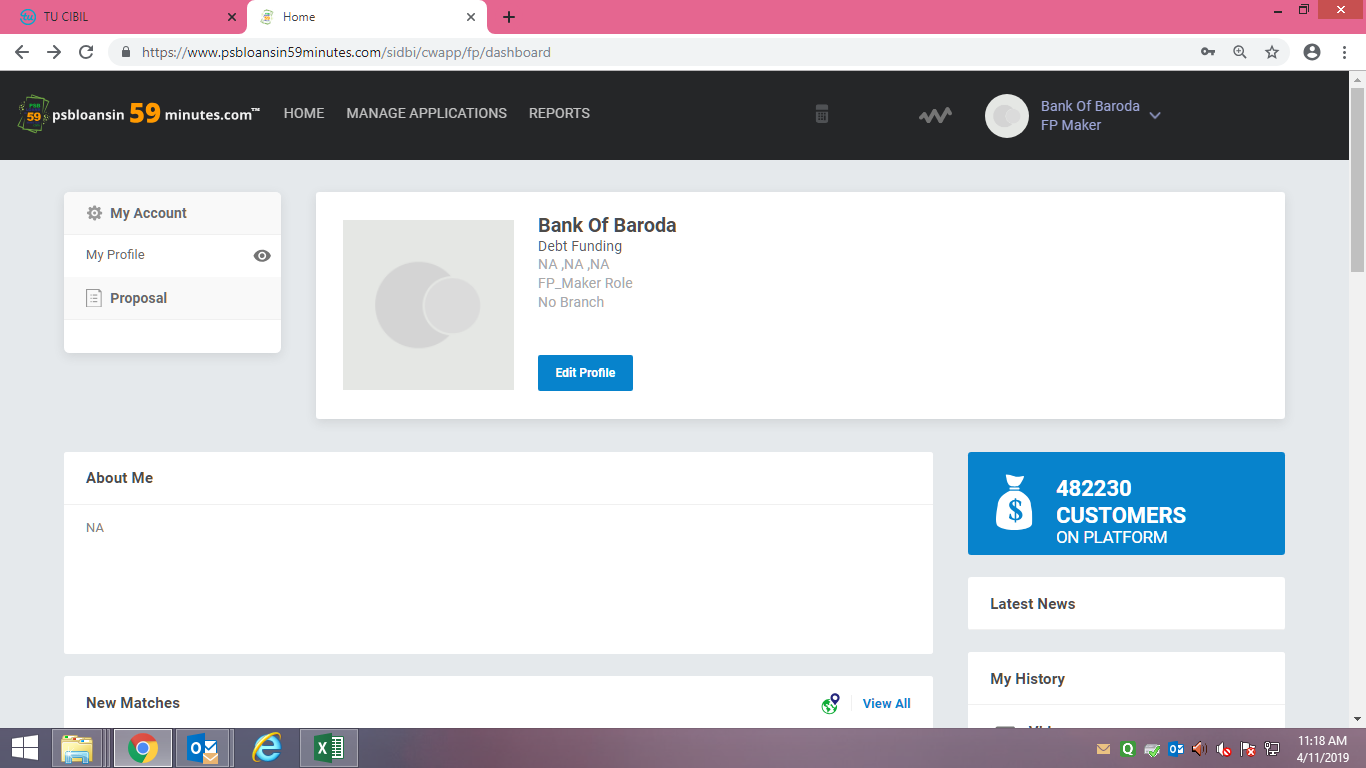 TU CIBIL
Home
https://www.psbloansin59minutes.com/sidbi/cwapp/fp/dashboard
PSB
59
psbloansin 59 minutes.com™
HOME
MANAGE APPLICATIONS
REPORTS
Bank Of Baroda
FP Maker
My Account
My Profile
Proposal
Bank Of Baroda
Debt Funding
NA ,NA ,NA
FP_Maker Role
No Branch
Edit Profile
About Me
NA
482230
CUSTOMERS
ON PLATFORM
Latest News
My History
New Matches
View All
11:18 AM
4/11/2019